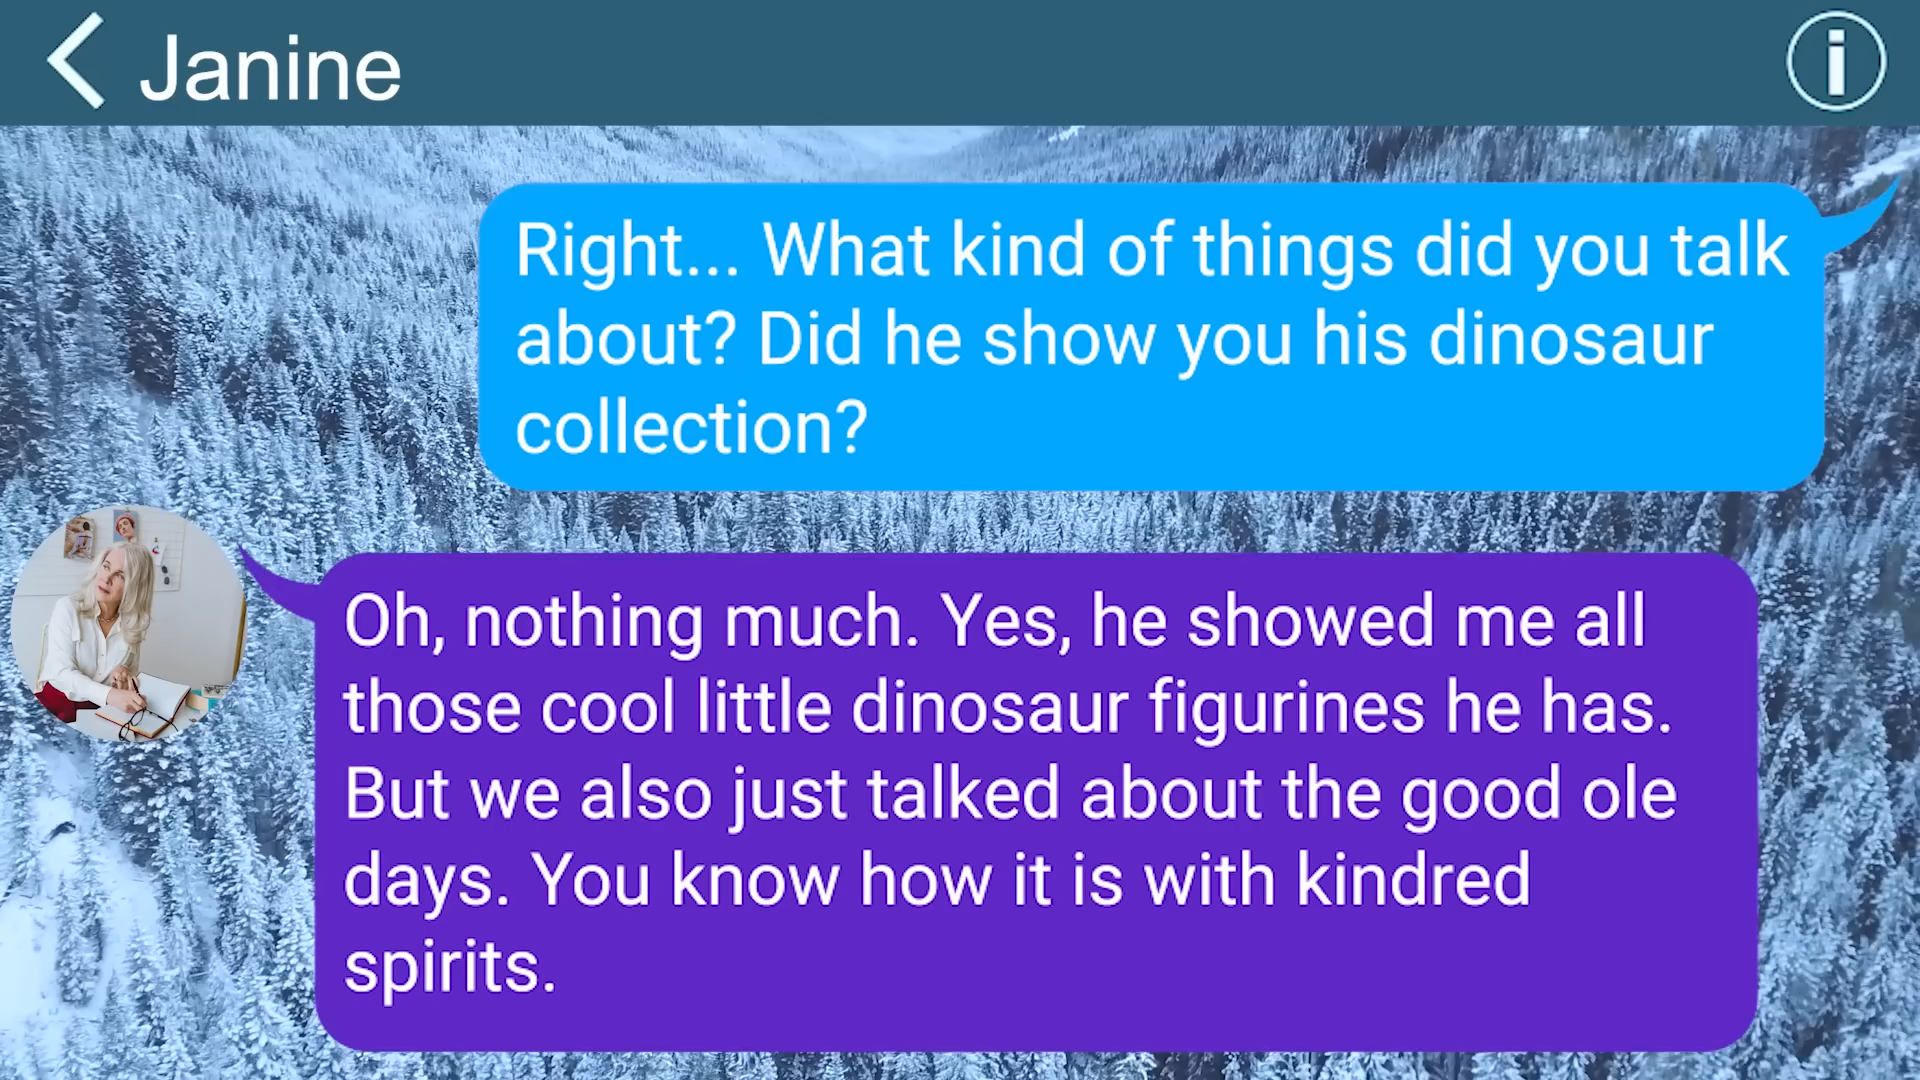 Janine
Right... What kind of things did you talk
about? Did he show you his dinosaur
collection?
Oh, nothing much. Yes, he showed me all
those cool little dinosaur figurines he has.
But we also just talked about the good ole
days. You know how it is with kindred
spirits.